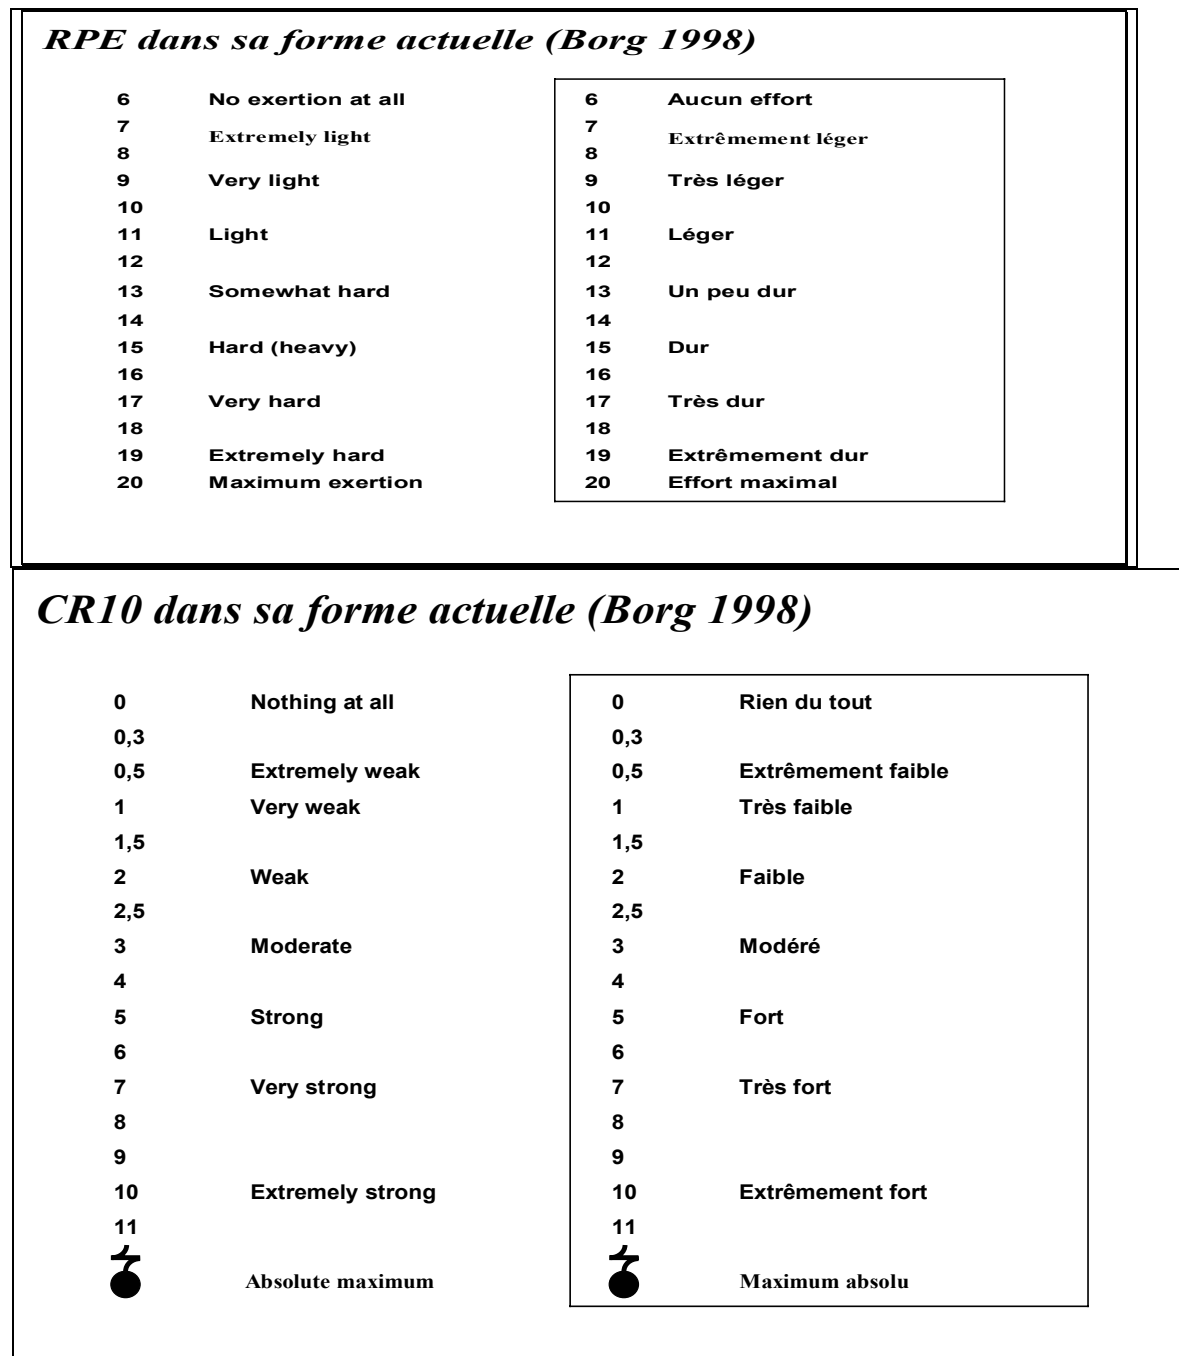 RPE dans sa forme actuelle (Borg 1998)
6 No exertion at all 6 Aucun effort
7 7
Extremely light Extrêmement léger
8 8
9 Very light 9 Très léger
10 10
11 Light 11 Léger
12 12
13 Somewhat hard 13 Un peu dur
14 14
15 Hard (heavy) 15 Dur
16 16
17 Very hard 17 Très dur
18 18
19 Extremely hard 19 Extrêmement dur
20 Maximum exertion 20 Effort maximal
CR10 dans sa forme actuelle (Borg 1998)
0 Nothing at all 0 Rien du tout
0,3 0,3
0,5 Extremely weak 0,5 Extrêmement faible
1 Very weak 1 Très faible
1,5 1,5
2 Weak 2 Faible
2,5 2,5
3 Moderate 3 Modéré
4 4
5 Strong 5 Fort
6 6
7 Very strong 7 Très fort
8 8
9 9
10 Extremely strong 10 Extrêmement fort
11 11
Absolute maximum Maximum absolu